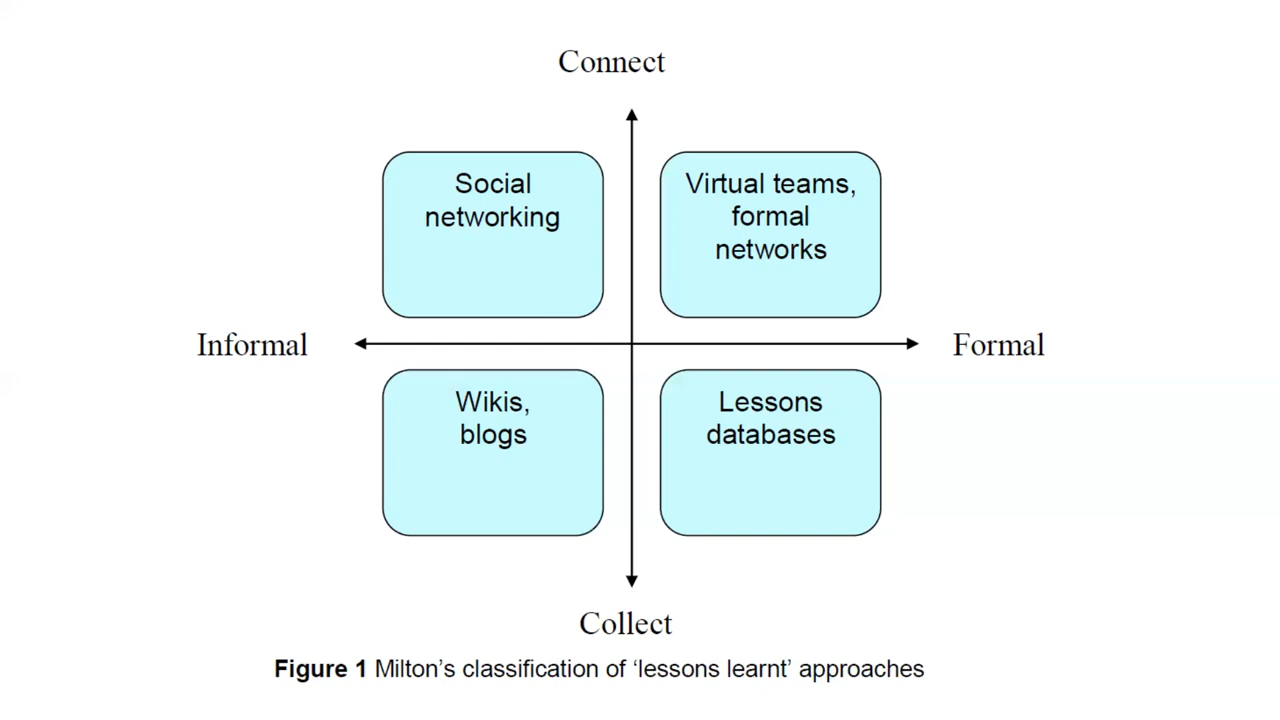 Connect
Social
networking
Virtual teams,
formal
networks
Informal
Formal
Wikis,
blogs
Lessons
databases
Collect
Figure 1 Milton’s classification of ‘lessons learnt’ approaches